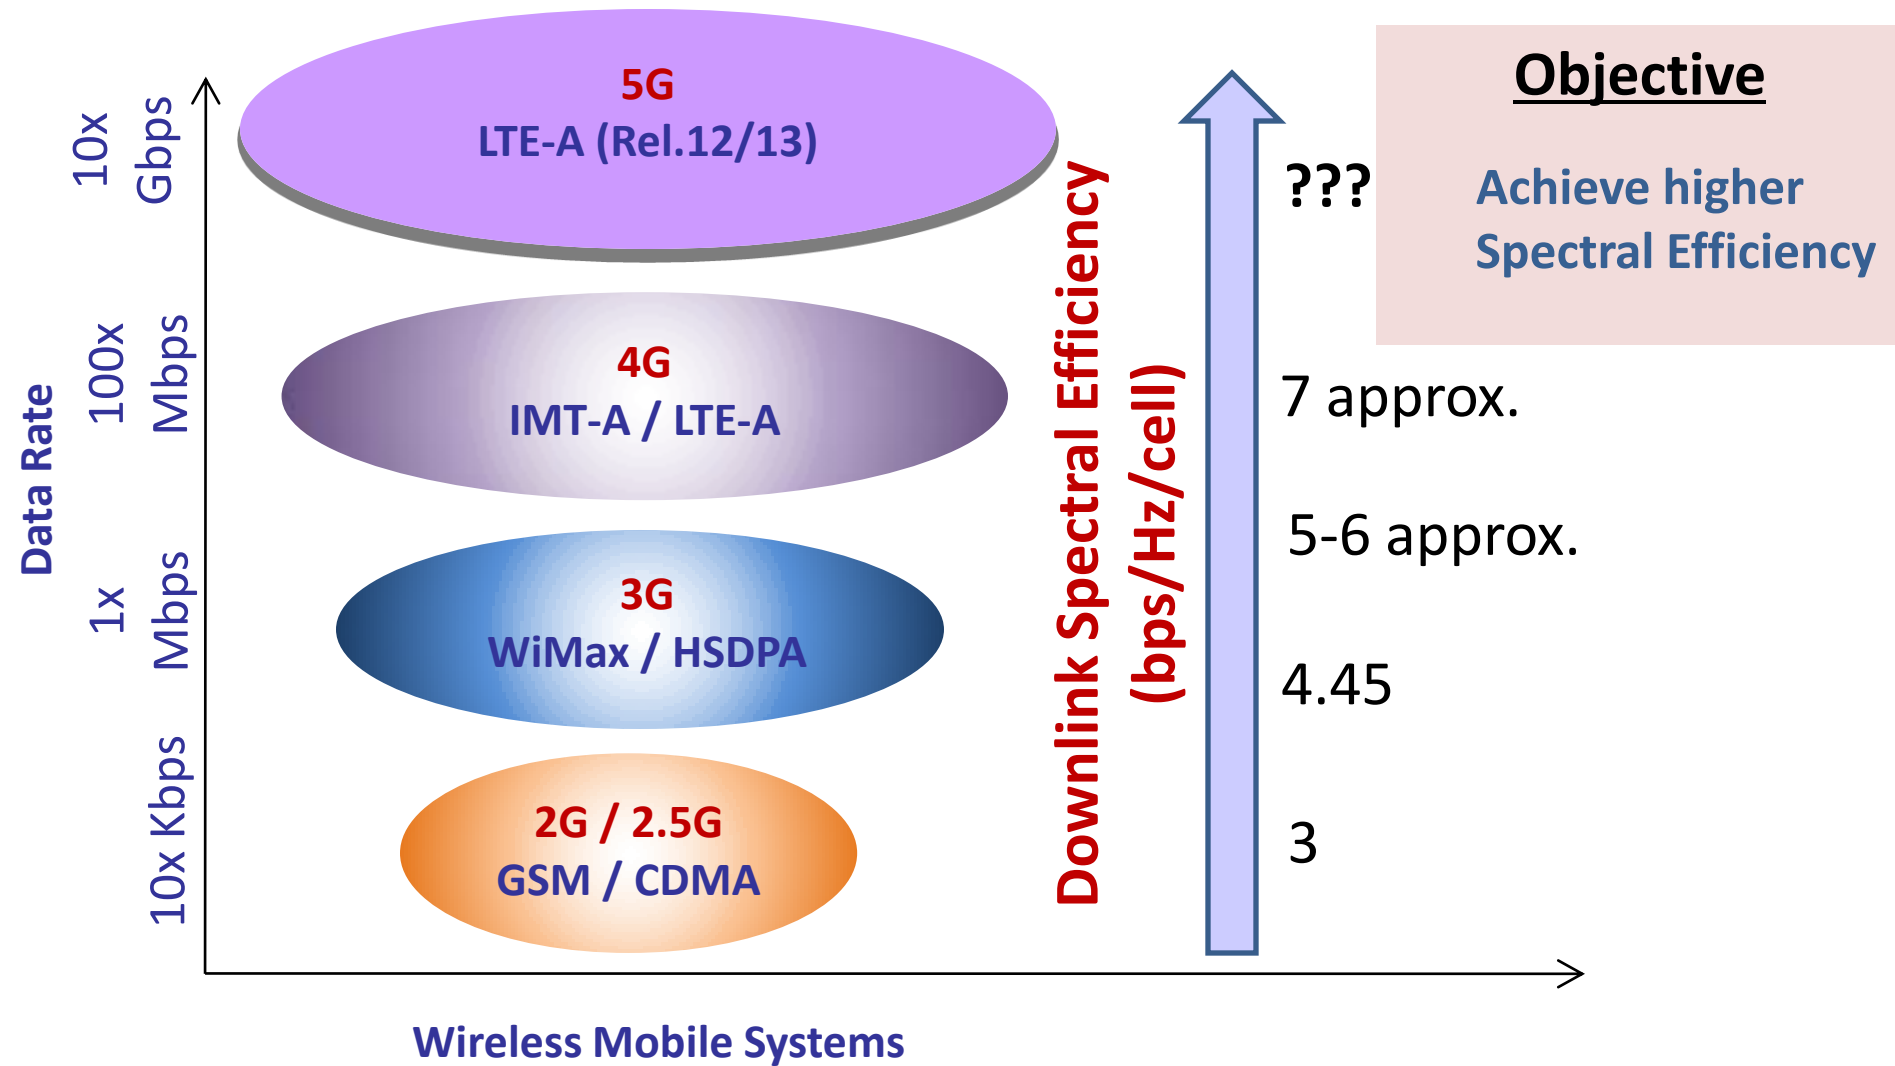 5G
LTE-A (Rel.12/13)
4G
IMT-A / LTE-A
3G
WiMax / HSDPA
2G / 2.5G
GSM / CDMA
Data Rate
10x
Gbps
100x
Mbps
1x
Mbps
10x Kbps
Wireless Mobile Systems
Downlink Spectral Efficiency
(bps/Hz/cell)
???
7 approx.
5-6 approx.
4.45
3
Objective
Achieve higher
Spectral Efficiency